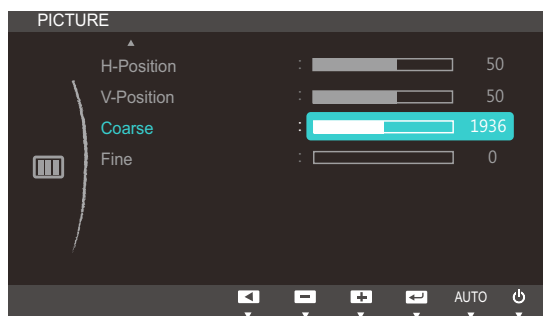 PICTURE
H-Position : 50
V-Position : 50
Coarse : 1936
Fine : 0
AUTO